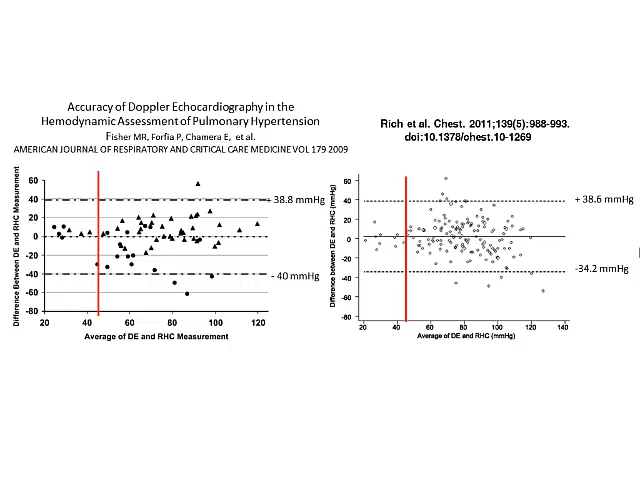 Accuracy of Doppler Echocardiography in the
Hemodynamic Assessment of Pulmonary Hypertension
Fisher MR, Forfia P, Chamera E, et al.
AMERICAN JOURNAL OF RESPIRATORY AND CRITICAL CARE MEDICINE VOL 179 2009
Difference Between DE and RHC Measurement
60
40
20
0
-20
-40
-60
-80
+ 38.8 mmHg
- 40 mmHg
20 40 60 80 100 120
Average of DE and RHC Measurement
Rich et al. Chest. 2011;139(5):988-993.
doi:10.1378/chest.10-1269
Difference between DE and RHC (mmHg)
60
40
20
0
-20
-40
-60
-80
+ 38.6 mmHg
-34.2 mmHg
20 40 60 80 100 120 140
Average of DE and RHC (mmHg)